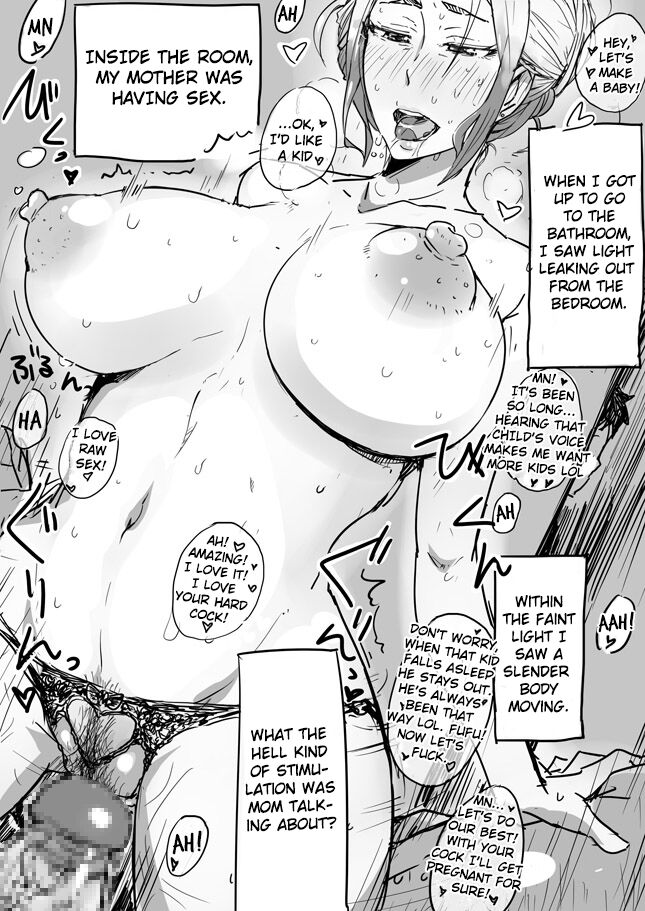 MN
AH
HEY,
LET'S
MAKE
A BABY!
INSIDE THE ROOM,
MY MOTHER WAS
HAVING SEX.
...OK,
I'D LIKE
A KID
ビク
っ
WHEN I GOT
UP TO GO
TO THE
BATHROOM,
I SAW LIGHT
LEAKING OUT
FROM THE
BEDROOM.
ぶる
ん
HA
I LOVE
RAW
SEX!
MN!
IT'S BEEN
SO LONG...
HEARING THAT
CHILD'S VOICE
MAKES ME WANT
MORE KIDS LOL
AH
AH!
AMAZING!
I LOVE IT!
I LOVE
YOUR HARD
COCK!
WITHIN
THE FAINT
LIGHT I
SAW A
SLENDER
BODY
MOVING.
AAH!
DON'T WORRY,
WHEN THAT KID
FALLS ASLEEP
HE STAYS OUT.
HE'S ALWAYS
BEEN THAT
WAY LOL. FUFU!
NOW LET'S
FUCK.
WHAT THE
HELL KIND
OF STIMU-
LATION WAS
MOM TALK-
ING ABOUT?
AH!
MN...
LET'S DO
OUR BEST!
WITH YOUR
COCK I'LL GET
PREGNANT FOR
SURE!